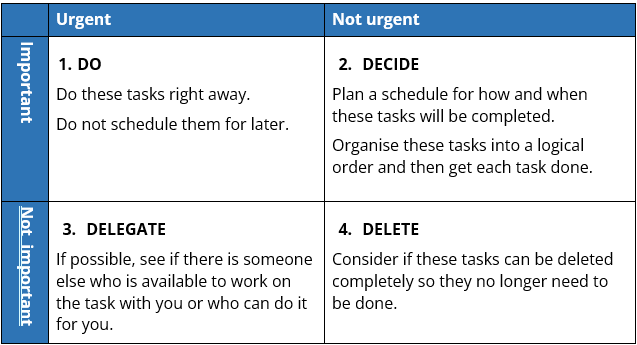 Urgent
Not urgent
Important
1. DO
Do these tasks right away.
Do not schedule them for later.
2. DECIDE
Plan a schedule for how and when
these tasks will be completed.
Organise these tasks into a logical
order and then get each task done.
Not important
3. DELEGATE
If possible, see if there is someone
else who is available to work on
the task with you or who can do it
for you.
4. DELETE
Consider if these tasks can be deleted
completely so they no longer need to
be done.